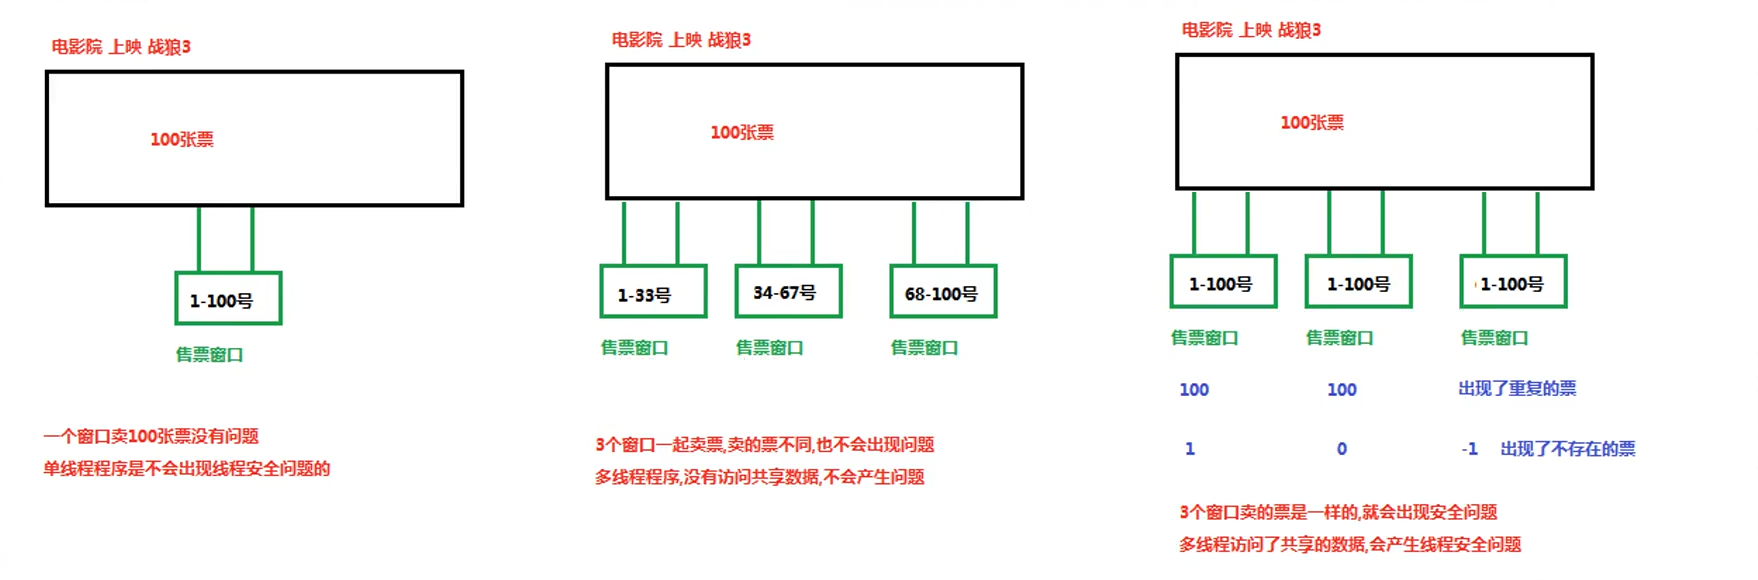 电影院 上映 战狼3
100张票
1-100号
售票窗口
一个窗口卖100张票没有问题
单线程程序是不会出现线程安全问题的
电影院 上映 战狼3
100张票
1-33号
34-67号
68-100号
售票窗口
售票窗口
售票窗口
3个窗口一起卖票,卖的票不同,也不会出现问题
多线程程序,没有访问共享数据,不会产生问题
电影院 上映 战狼3
100张票
1-100号
1-100号
1-100号
售票窗口
售票窗口
售票窗口
100 100 出现了重复的票
1 0 -1 出现了不存在的票
3个窗口卖的票是一样的,就会出现安全问题
多线程访问了共享的数据,会产生线程安全问题